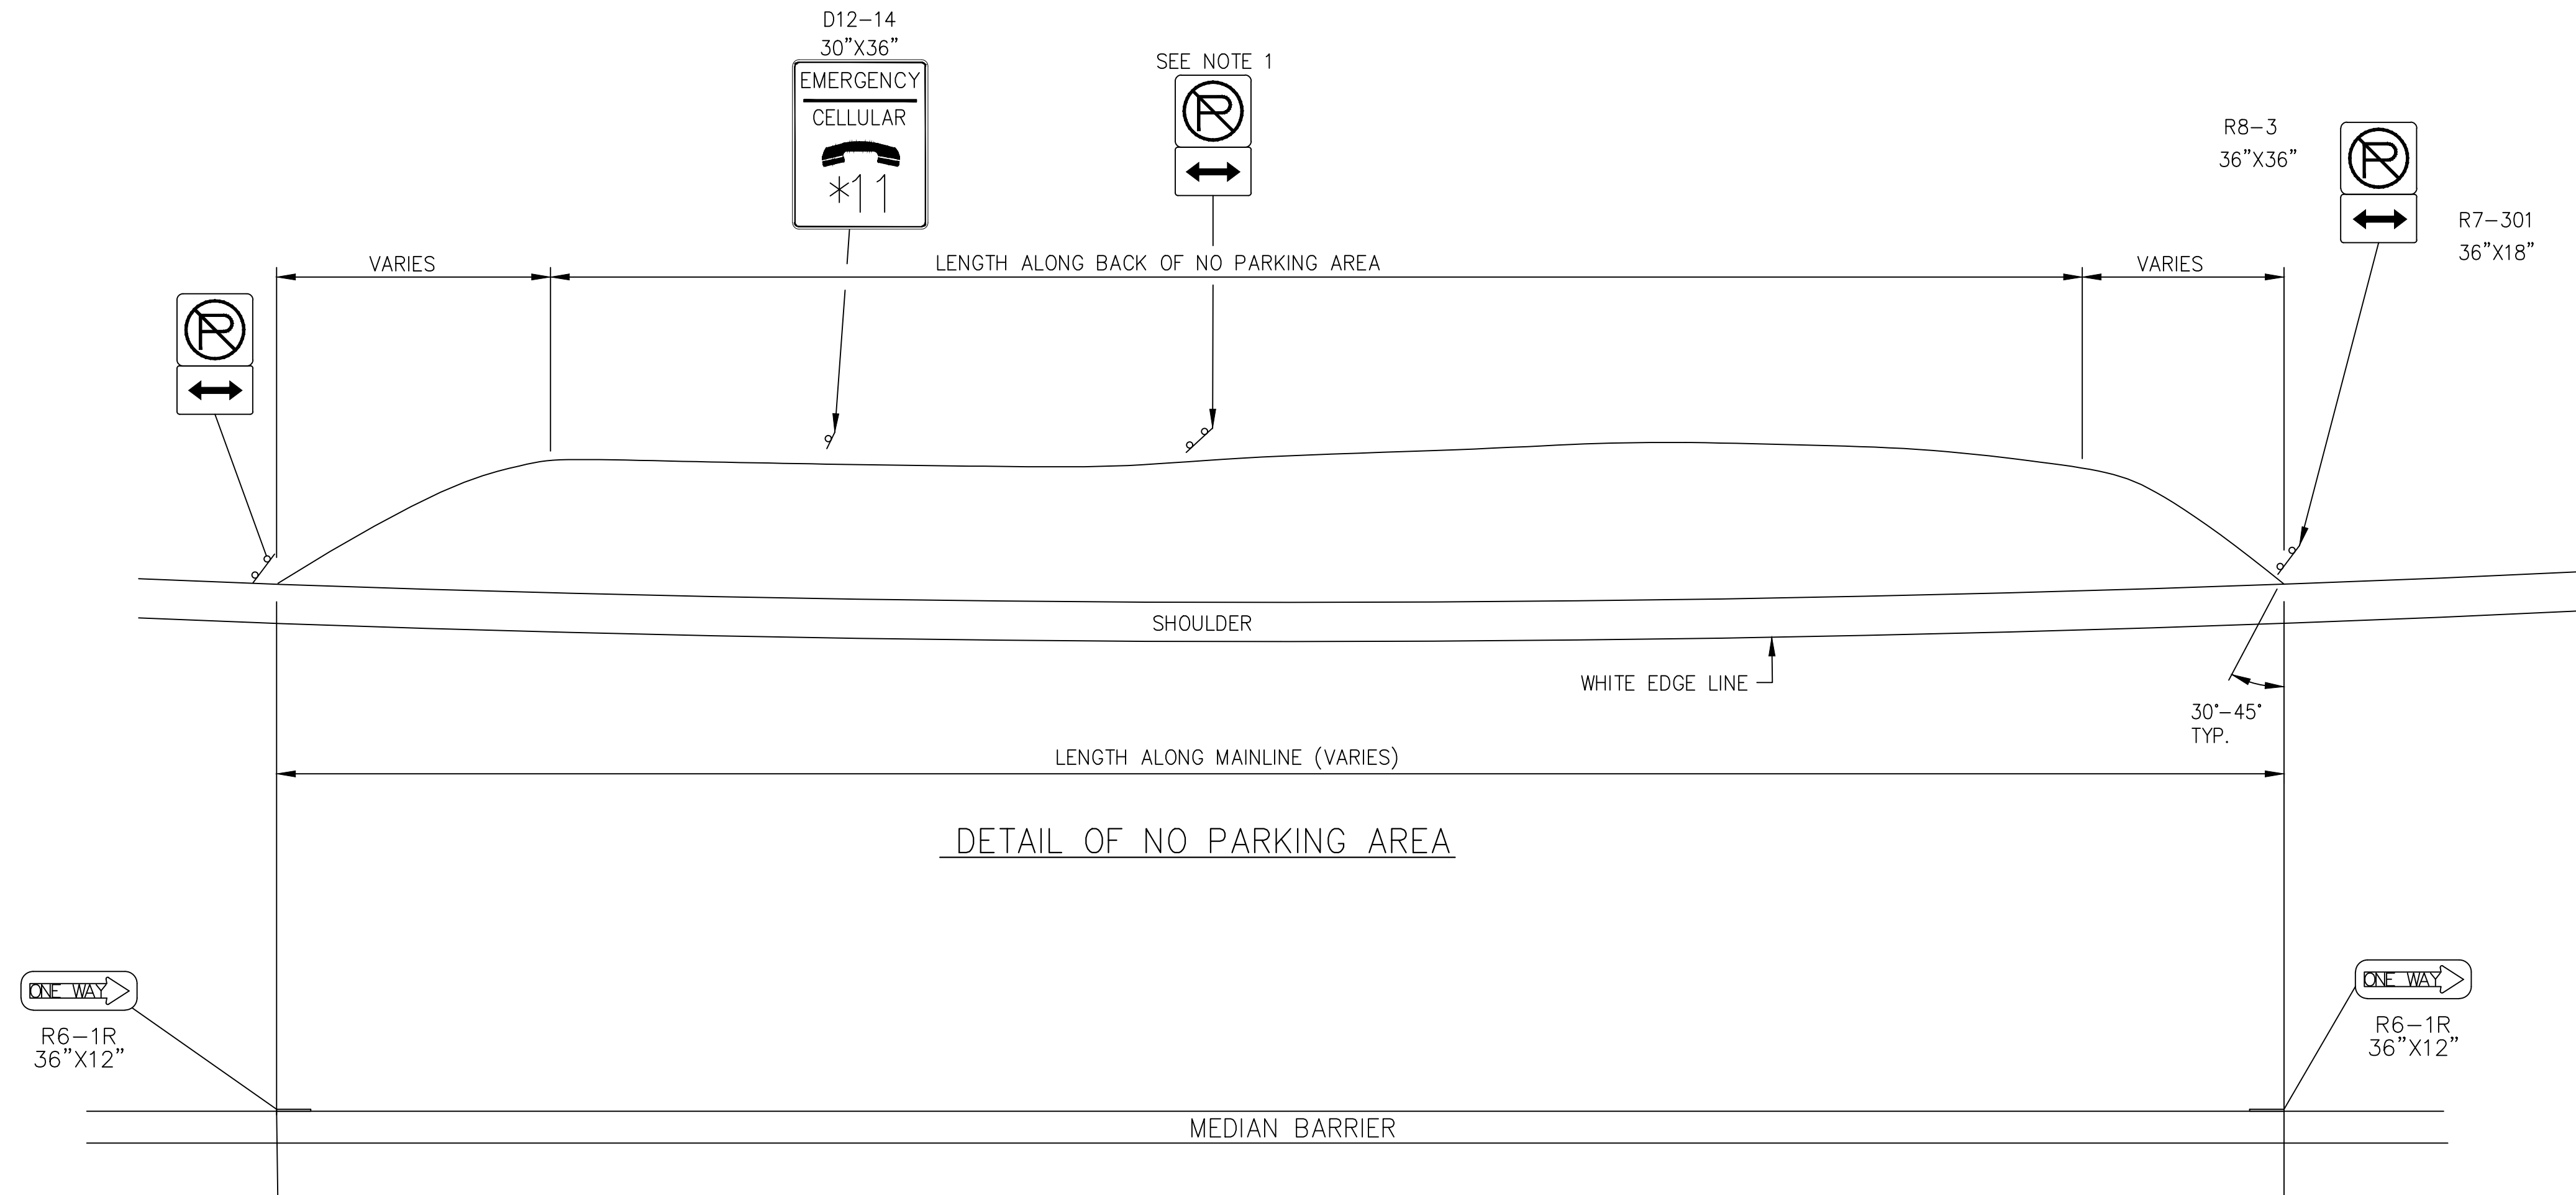 D12-14
30"X36"
EMERGENCY
CELLULAR
*11
SEE NOTE 1
P
R8-3
36"X36"
P
R7-301
36"X18"
VARIES
LENGTH ALONG BACK OF NO PARKING AREA
VARIES
P
SHOULDER
WHITE EDGE LINE
30°-45°
TYP.
LENGTH ALONG MAINLINE (VARIES)
DETAIL OF NO PARKING AREA
ONE WAY
R6-1R
36"X12"
ONE WAY
R6-1R
36"X12"
MEDIAN BARRIER